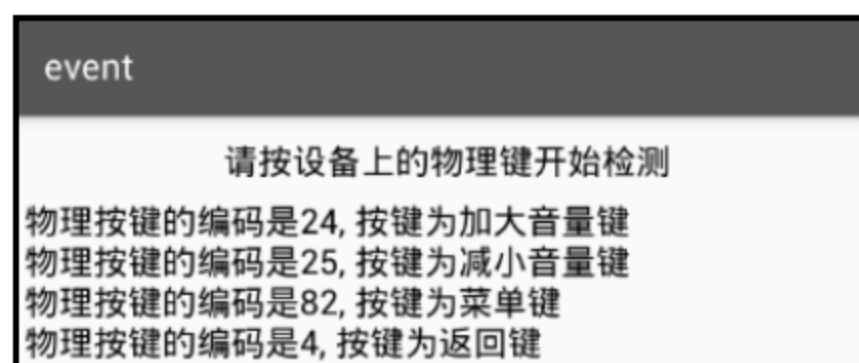 event
请按设备上的物理键开始检测
物理按键的编码是24, 按键为加大音量键
物理按键的编码是25, 按键为减小音量键
物理按键的编码是82, 按键为菜单键
物理按键的编码是4, 按键为返回键